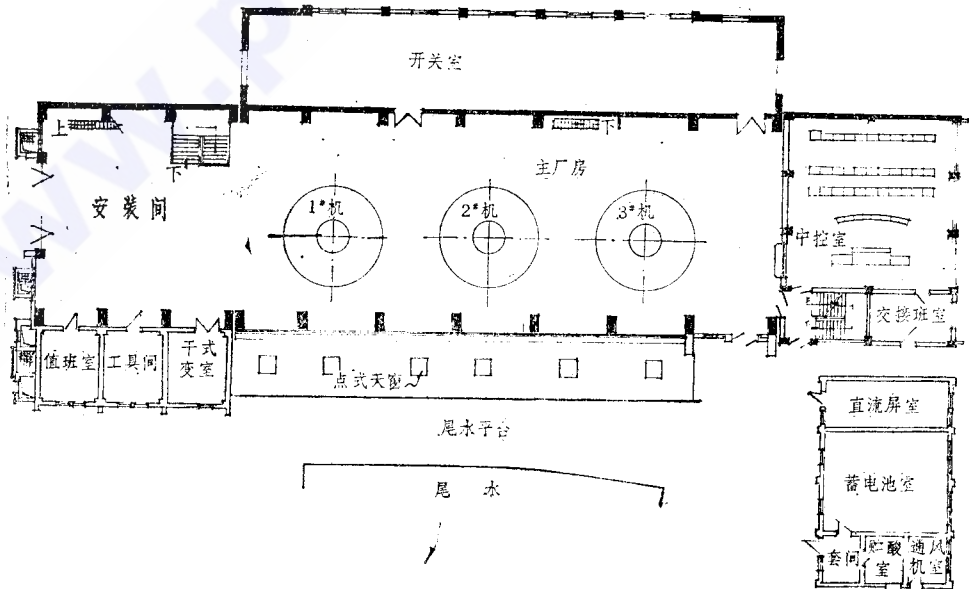 开关室
上
下
下
主厂房
安装间
1#机
2#机
3#机
中控室
交接班室
值班室
工具间
干式
变室
点式天窗
尾水平台
尾水
直流屏室
蓄电池室
套间
贮酸
室
通风
机室